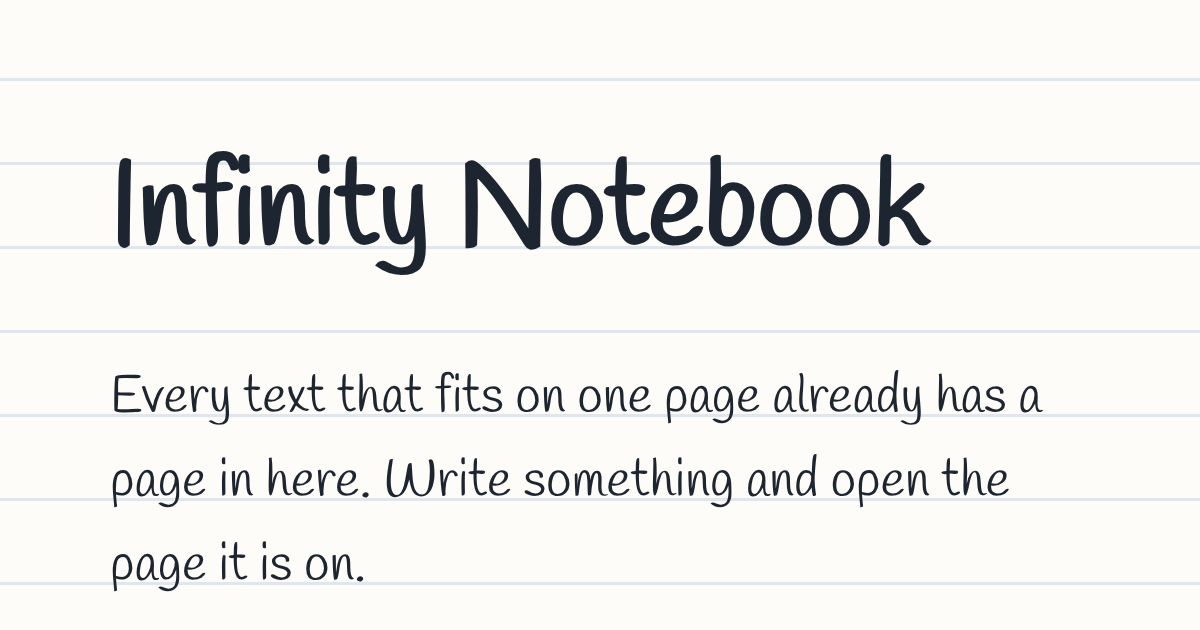 Infinity Notebook
Every text that fits on one page already has a
page in here. Write something and open the
page it is on.